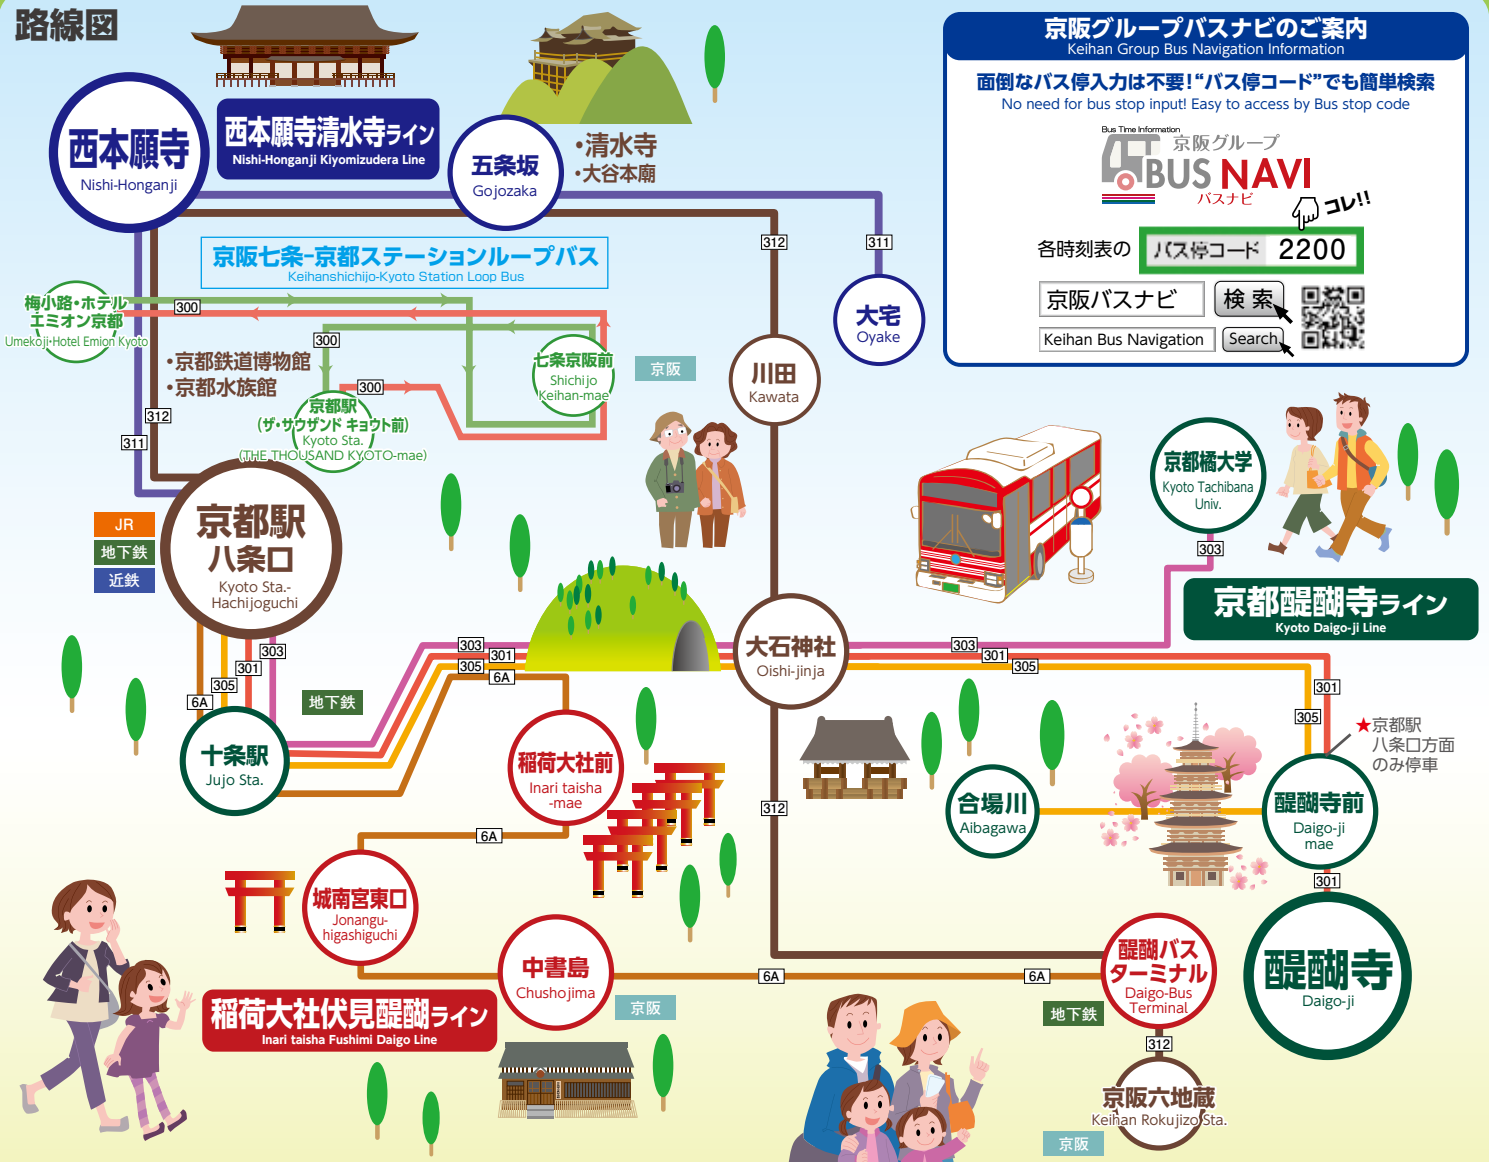 路線図
西本願寺
Nishi-Honganji
西本願寺清水寺ライン
Nishi-Honganji Kiyomizudera Line
五条坂
Gojozaka
・清水寺
・大谷本廟
京阪グループバスナビのご案内
Keihan Group Bus Navigation Information
面倒なバス停入力は不要!“バス停コード”でも簡単検索
No need for bus stop input! Easy to access by Bus stop code
Bus Time Information
京阪グループ
BUS NAVI
バスナビ
コレ!!
各時刻表の
バス停コード 2200
京阪バスナビ
検索
Keihan Bus Navigation
Search
京阪七条−京都ステーションループバス
Keihanshichijo-Kyoto Station Loop Bus
312
311
梅小路・ホテル
エミオン京都
Umekoji・Hotel Emion Kyoto
300
300
300
・京都鉄道博物館
・京都水族館
七条京阪前
Shichijo
Keihan-mae
京阪
京都駅
(ザ・サウザンド キョウト前)
Kyoto Sta.
(THE THOUSAND KYOTO-mae)
大宅
Oyake
川田
Kawata
312
311
京都駅
八条口
Kyoto Sta.-
Hachijoguchi
JR
地下鉄
近鉄
京都橘大学
Kyoto Tachibana
Univ.
303
京都醍醐寺ライン
Kyoto Daigo-ji Line
303
301
305
6A
十条駅
Jujo Sta.
地下鉄
303
301
305
6A
大石神社
Oishi-jinja
303
301
305
301
305
★京都駅
八条口方面
のみ停車
稲荷大社前
Inari taisha
-mae
6A
312
合場川
Aibagawa
醍醐寺前
Daigo-ji
mae
301
醍醐寺
Daigo-ji
城南宮東口
Jonangu-
higashiguchi
中書島
Chushojima
京阪
6A
6A
稲荷大社伏見醍醐ライン
Inari taisha Fushimi Daigo Line
醍醐バス
ターミナル
Daigo-Bus
Terminal
地下鉄
312
京阪六地蔵
Keihan Rokujizo Sta.
京阪